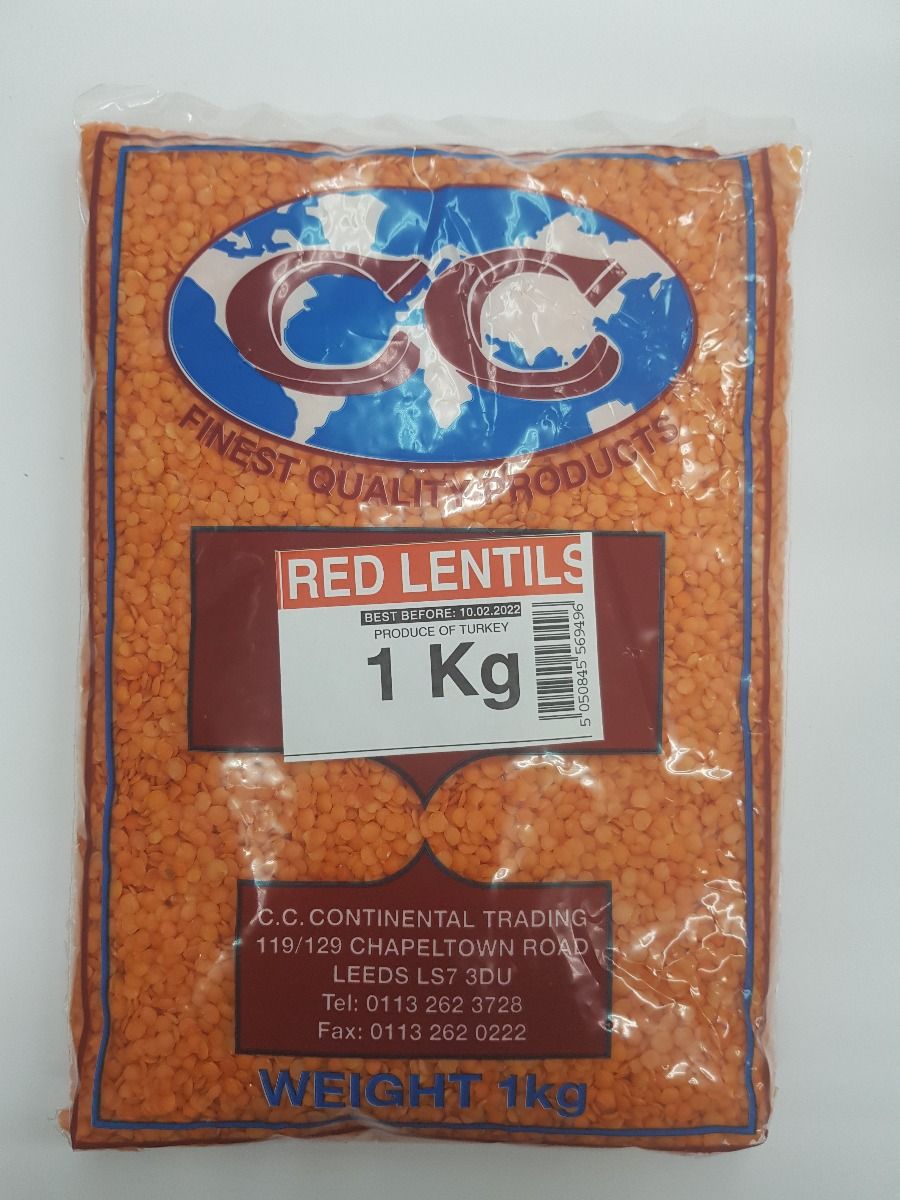 CC
FINEST QUALITY PRODUCTS
RED LENTILS
BEST BEFORE: 10.02.2022
PRODUCE OF TURKEY
1 Kg
5 050845 569496
C.C. CONTINENTAL TRADING
119/129 CHAPELTOWN ROAD
LEEDS LS7 3DU
Tel: 0113 262 3728
Fax: 0113 262 0222
WEIGHT 1kg